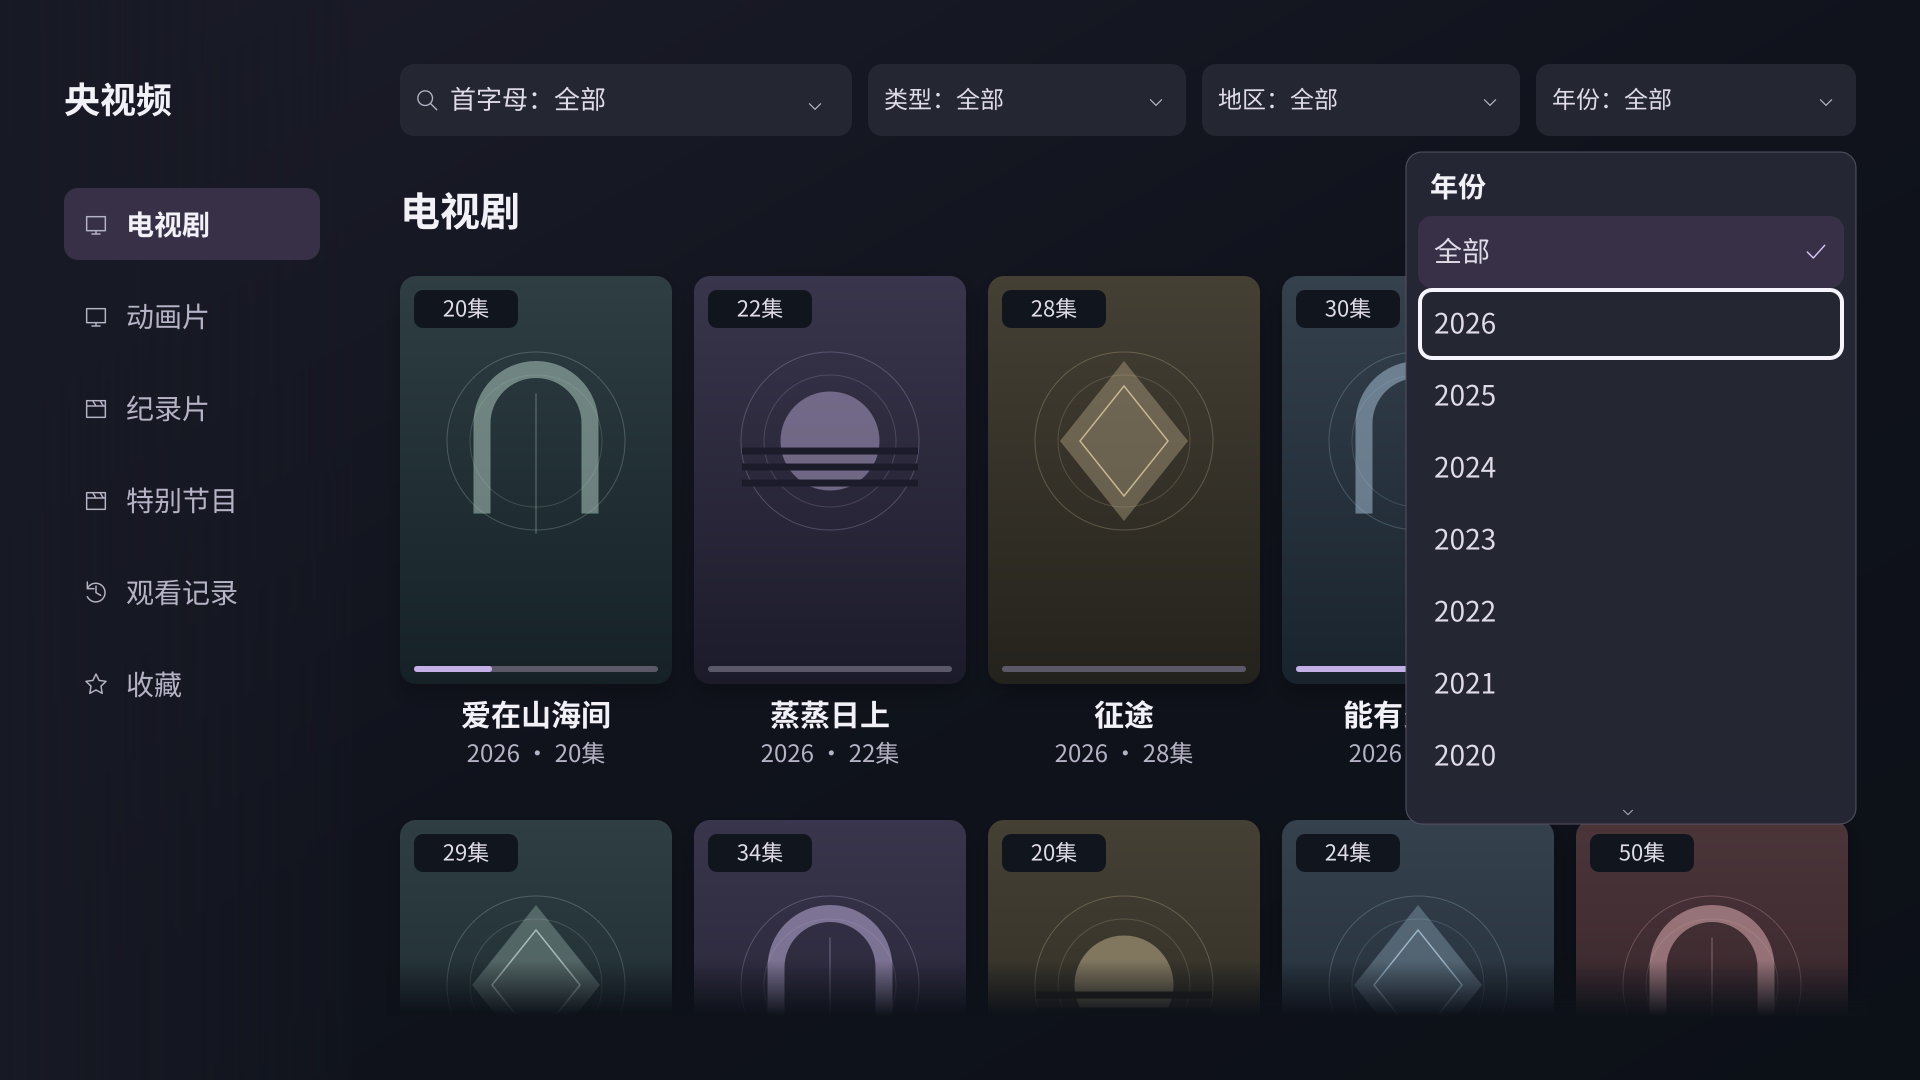 央视频
首字母：全部
类型：全部
地区：全部
年份：全部
电视剧
动画片
纪录片
特别节目
观看记录
收藏
电视剧
年份
全部
2026
2025
2024
2023
2022
2021
2020
20集
22集
28集
30集
爱在山海间
蒸蒸日上
征途
能有
2026 • 20集
2026 • 22集
2026 • 28集
2026
29集
34集
20集
24集
50集